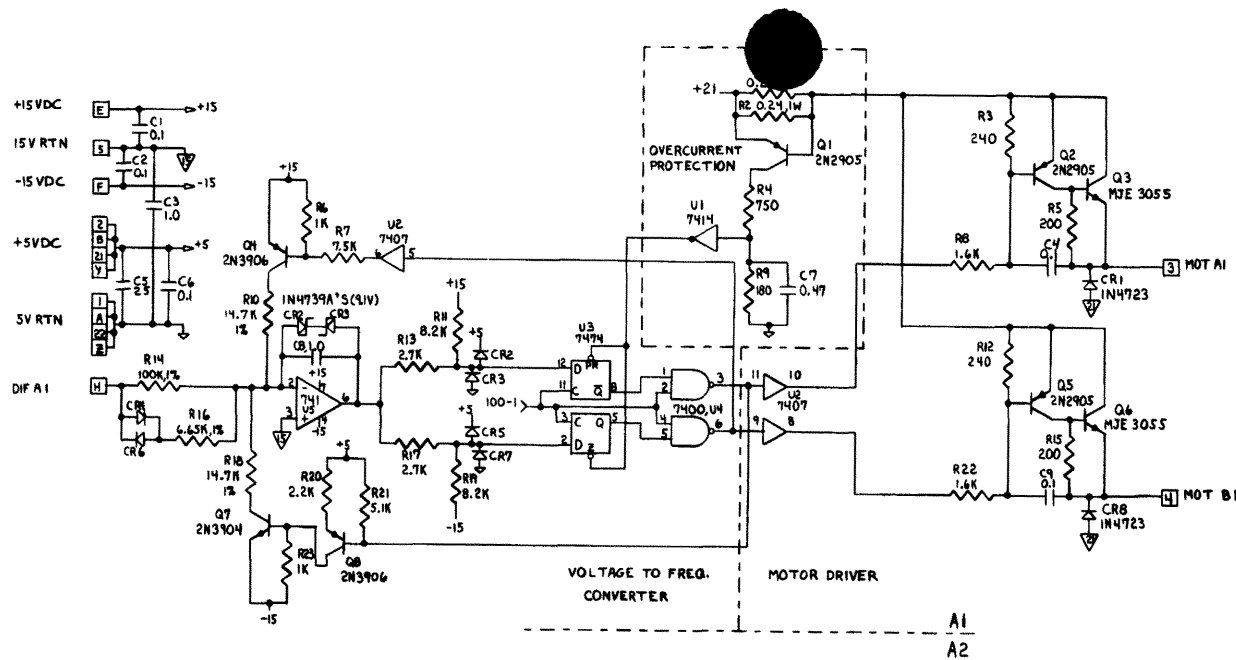 +15VDC E +15
C1
0.1
15V RTN 5 15
C2
0.1
-15VDC F -15
C3
1.0
+5VDC
2
B
21
Y
+5
C5
25
C6
0.1
5V RTN
1
A
22
Z
DIF A1 H
R14
100K,1%
CR4
CR6
R16
6.65K,1%
+15
R6
1K
Q4
2N3906
R7
7.5K
U2
7407
6 5
R10
14.7K
1%
1N4739A'S(9.1V)
CR2 CR3
C8,1.0
+15
2 7
741 6
U5
3 4
-15
15
R18
14.7K
1%
Q7
2N3904
R23
1K
-15
+5
R20
2.2K
R21
5.1K
Q8
2N3906
R13
2.7K
+15
R11
8.2K
+5
CR2
CR3
+5
CR5
CR7
R17
2.7K
R19
8.2K
-15
100-1
U3
7474
12 D PR
11 C Q 8
3 C Q 5
2 D
1
2 3
7400,U4
4
5 6
11 10
U2
7407
9 8
OVERCURRENT
PROTECTION
+21
R2 0.24,1W
Q1
2N2905
R4
750
U1
7414
R9
180
C7
0.47
R3
240
Q2
2N2905
Q3
MJE 3055
R5
200
R8
1.6K
C4
CR1
1N4723
3 MOT A1
R12
240
Q5
2N2905
Q6
MJE 3055
R15
200
R22
1.6K
C9
0.1
CR8
1N4723
4 MOT B1
VOLTAGE TO FREQ.
CONVERTER
MOTOR DRIVER
A1
A2